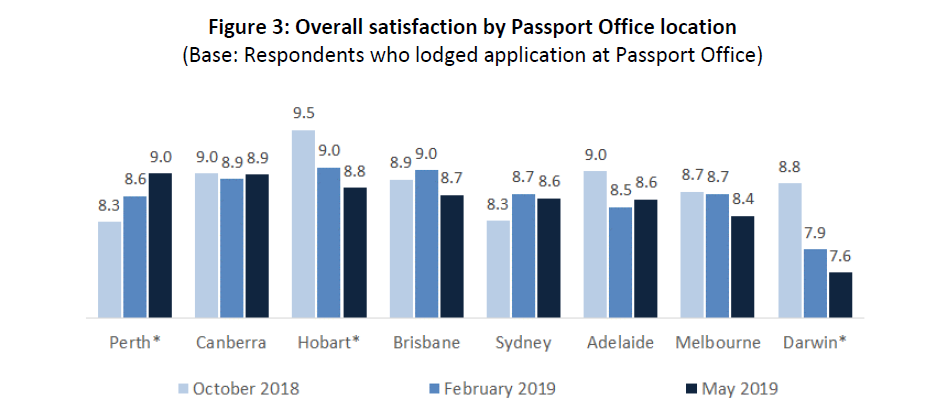 Figure 3: Overall satisfaction by Passport Office location
(Base: Respondents who lodged application at Passport Office)
8.3 8.6 9.0 9.0 8.9 8.9 9.5 9.0 8.8 8.9 9.0 8.7 8.3 8.7 8.6 9.0 8.5 8.6 8.7 8.7 8.4 8.8 7.9 7.6
Perth* Canberra Hobart* Brisbane Sydney Adelaide Melbourne Darwin*
October 2018 February 2019 May 2019